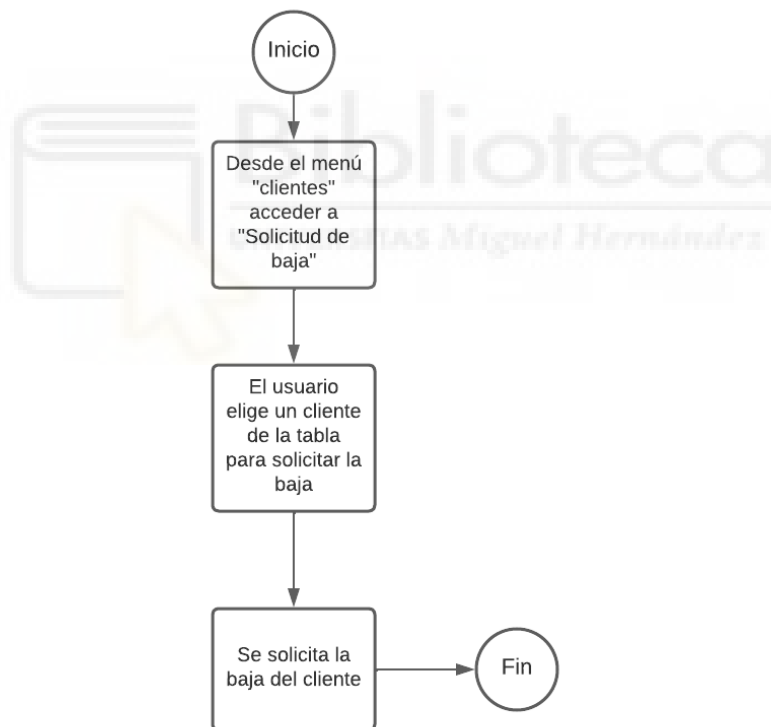 Inicio
Biblioteca
UNIVERSITAS Miguel Hernández
Desde el menú
"clientes"
acceder a
"Solicitud de
baja"
El usuario
elige un cliente
de la tabla
para solicitar la
baja
Se solicita la
baja del cliente
Fin